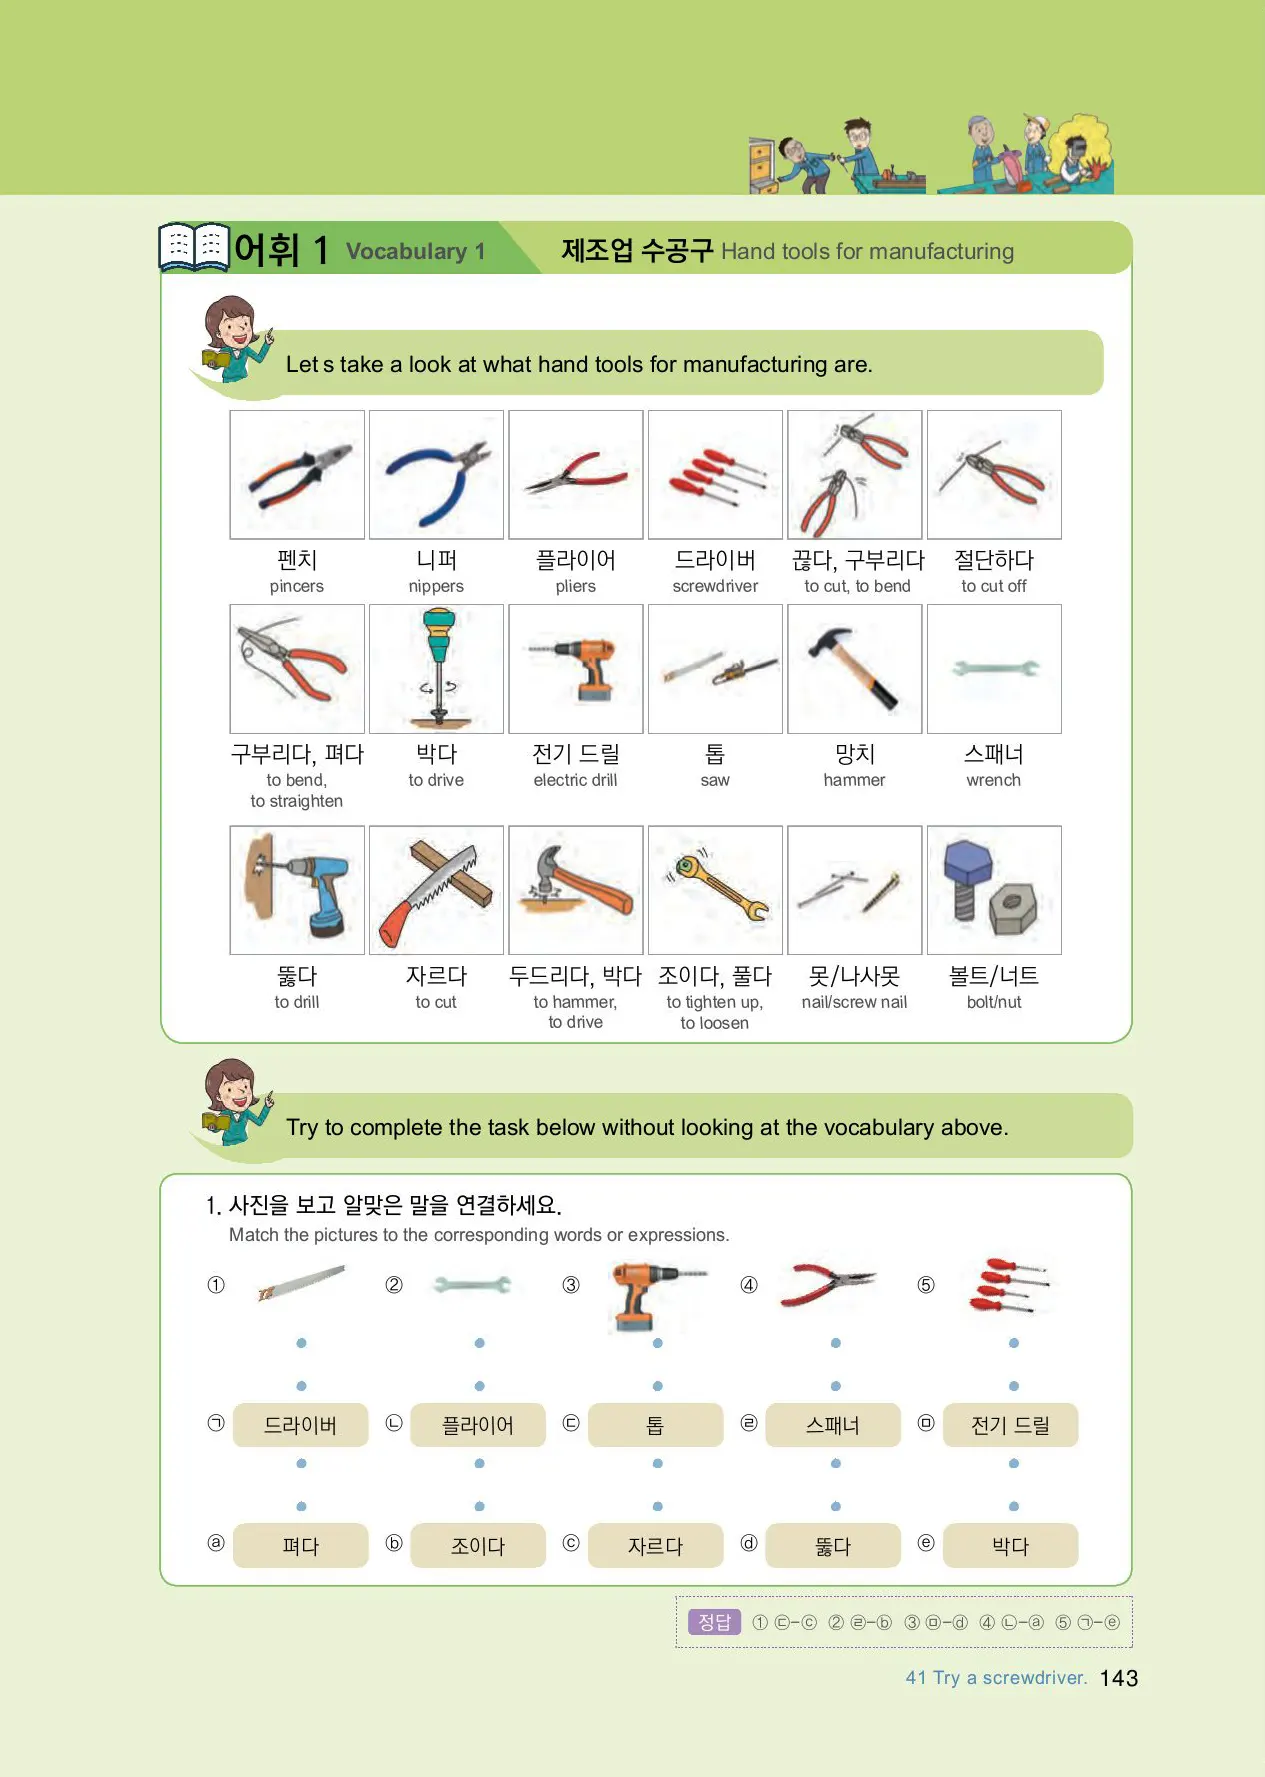 어휘 1 Vocabulary 1 제조업 수공구 Hand tools for manufacturing
Let s take a look at what hand tools for manufacturing are.
펜치 니퍼 플라이어 드라이버 끊다, 구부리다 절단하다
pincers nippers pliers screwdriver to cut, to bend to cut off
구부리다, 펴다 박다 전기 드릴 톱 망치 스패너
to bend, to drive electric drill saw hammer wrench
to straighten
뚫다 자르다 두드리다, 박다 조이다, 풀다 못/나사못 볼트/너트
to drill to cut to hammer, to tighten up, nail/screw nail bolt/nut
to drive to loosen
Try to complete the task below without looking at the vocabulary above.
1. 사진을 보고 알맞은 말을 연결하세요.
Match the pictures to the corresponding words or expressions.
① ② ③ ④ ⑤
㉠ 드라이버 ㉡ 플라이어 ㉢ 톱 ㉣ 스패너 ㉤ 전기 드릴
ⓐ 펴다 ⓑ 조이다 ⓒ 자르다 ⓓ 뚫다 ⓔ 박다
정답 ① ㉢-ⓒ ② ㉣-ⓑ ③ ㉤-ⓓ ④ ㉡-ⓐ ⑤ ㉠-ⓔ
41 Try a screwdriver. 143